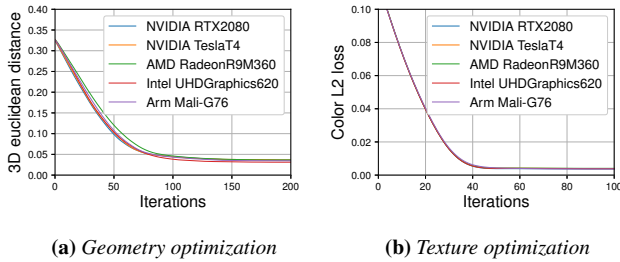 3D euclidean distance
0.40
0.35
0.30
0.25
0.20
0.15
0.10
0.05
0.00
NVIDIA RTX2080
NVIDIA TeslaT4
AMD RadeonR9M360
Intel UHDGraphics620
Arm Mali-G76
0 50 100 150 200
Iterations
(a) Geometry optimization
Color L2 loss
0.10
0.08
0.06
0.04
0.02
0.00
NVIDIA RTX2080
NVIDIA TeslaT4
AMD RadeonR9M360
Intel UHDGraphics620
Arm Mali-G76
0 20 40 60 80 100
Iterations
(b) Texture optimization